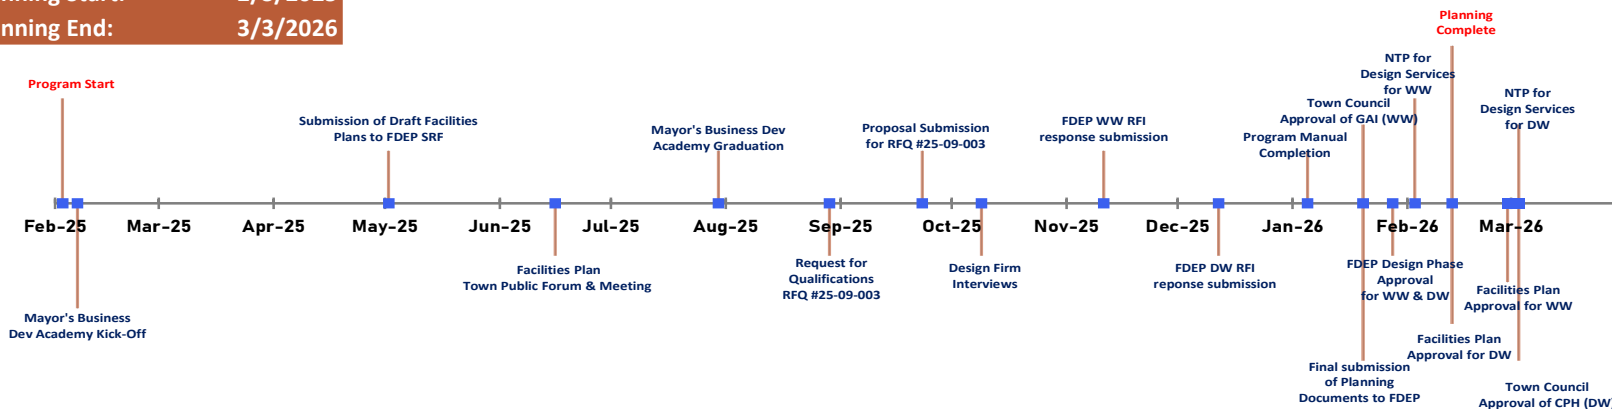 nning End: 3/3/2026
Planning
Complete
Program Start
NTP for
Design Services
for WW
NTP for
Design Services
for DW
Town Council
Approval of GAI (WW)
Submission of Draft Facilities
Plans to FDEP SRF
Mayor's Business Dev
Academy Graduation
Proposal Submission
for RFQ #25-09-003
FDEP WW RFI
response submission
Program Manual
Completion
Feb-25 Mar-25 Apr-25 May-25 Jun-25 Jul-25 Aug-25 Sep-25 Oct-25 Nov-25 Dec-25 Jan-26 Feb-26 Mar-26
Facilities Plan
Town Public Forum & Meeting
Request for
Qualifications
RFQ #25-09-003
Design Firm
Interviews
FDEP DW RFI
reponse submission
FDEP Design Phase
Approval
for WW & DW
Facilities Plan
Approval for WW
Mayor's Business
Dev Academy Kick-Off
Facilities Plan
Approval for DW
Final submission
of Planning
Documents to FDEP
Town Council
Approval of CPH (DW)